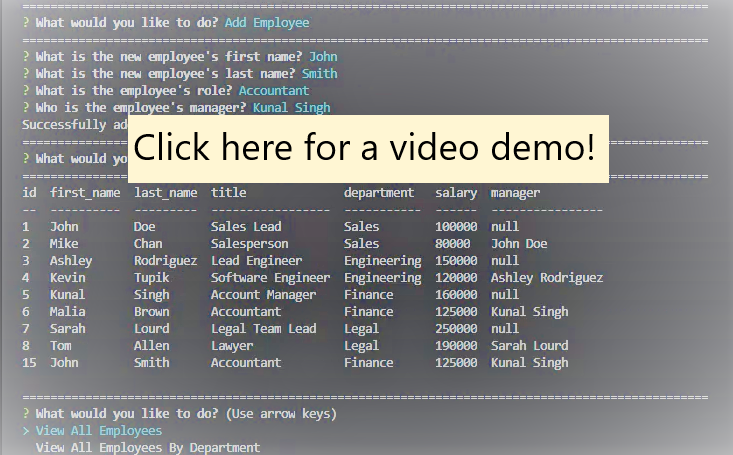 ================================================================================
? What would you like to do? Add Employee
================================================================================
? What is the new employee's first name? John
? What is the new employee's last name? Smith
? What is the employee's role? Accountant
? Who is the employee's manager? Kunal Singh
Successfully
================================================================================
Click here for a video demo!
? What would
================================================================================
id  first_name  last_name  title              department   salary  manager
--  ----------  ---------  -----------------  -----------  ------  ----------------
1   John        Doe        Sales Lead         Sales        100000  null
2   Mike        Chan       Salesperson        Sales        80000   John Doe
3   Ashley      Rodriguez  Lead Engineer      Engineering  150000  null
4   Kevin       Tupik      Software Engineer  Engineering  120000  Ashley Rodriguez
5   Kunal       Singh      Account Manager    Finance      160000  null
6   Malia       Brown      Accountant         Finance      125000  Kunal Singh
7   Sarah       Lourd      Legal Team Lead    Legal        250000  null
8   Tom         Allen      Lawyer             Legal        190000  Sarah Lourd
15  John        Smith      Accountant         Finance      125000  Kunal Singh
================================================================================
? What would you like to do? (Use arrow keys)
> View All Employees
  View All Employees By Department